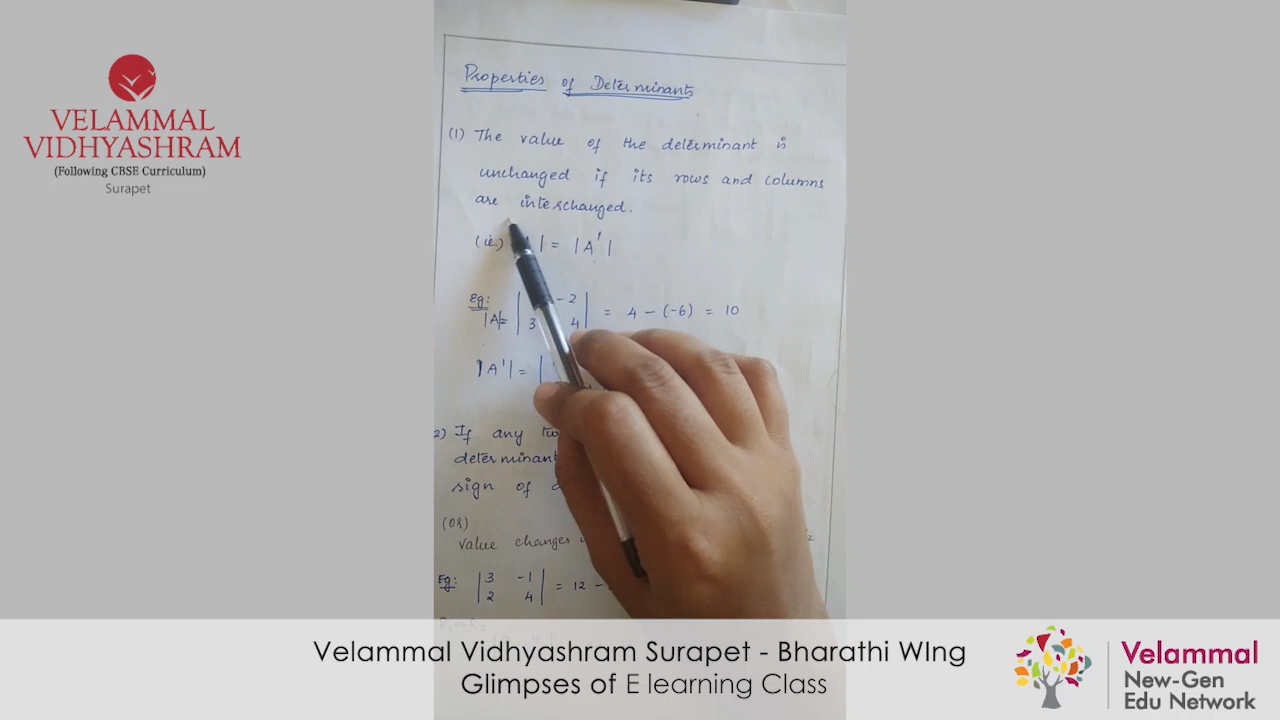 VELAMMAL
VIDHYASHRAM
(Following CBSE Curriculum)
Surapet
Properties of Determinants
(1) The value of the determinant is
unchanged if its rows and columns
are interchanged.
(ie.) | = |A'|
Eg:
|A|= | -2 | = 4 - (-6) = 10
3 4
|A'| = |
2) If any
determinant
sign of
(OR)
value changes
Eg: | 3 -1 | = 12 -
2 4
Velammal Vidhyashram Surapet - Bharathi WIng
Glimpses of E learning Class
Velammal
New-Gen
Edu Network